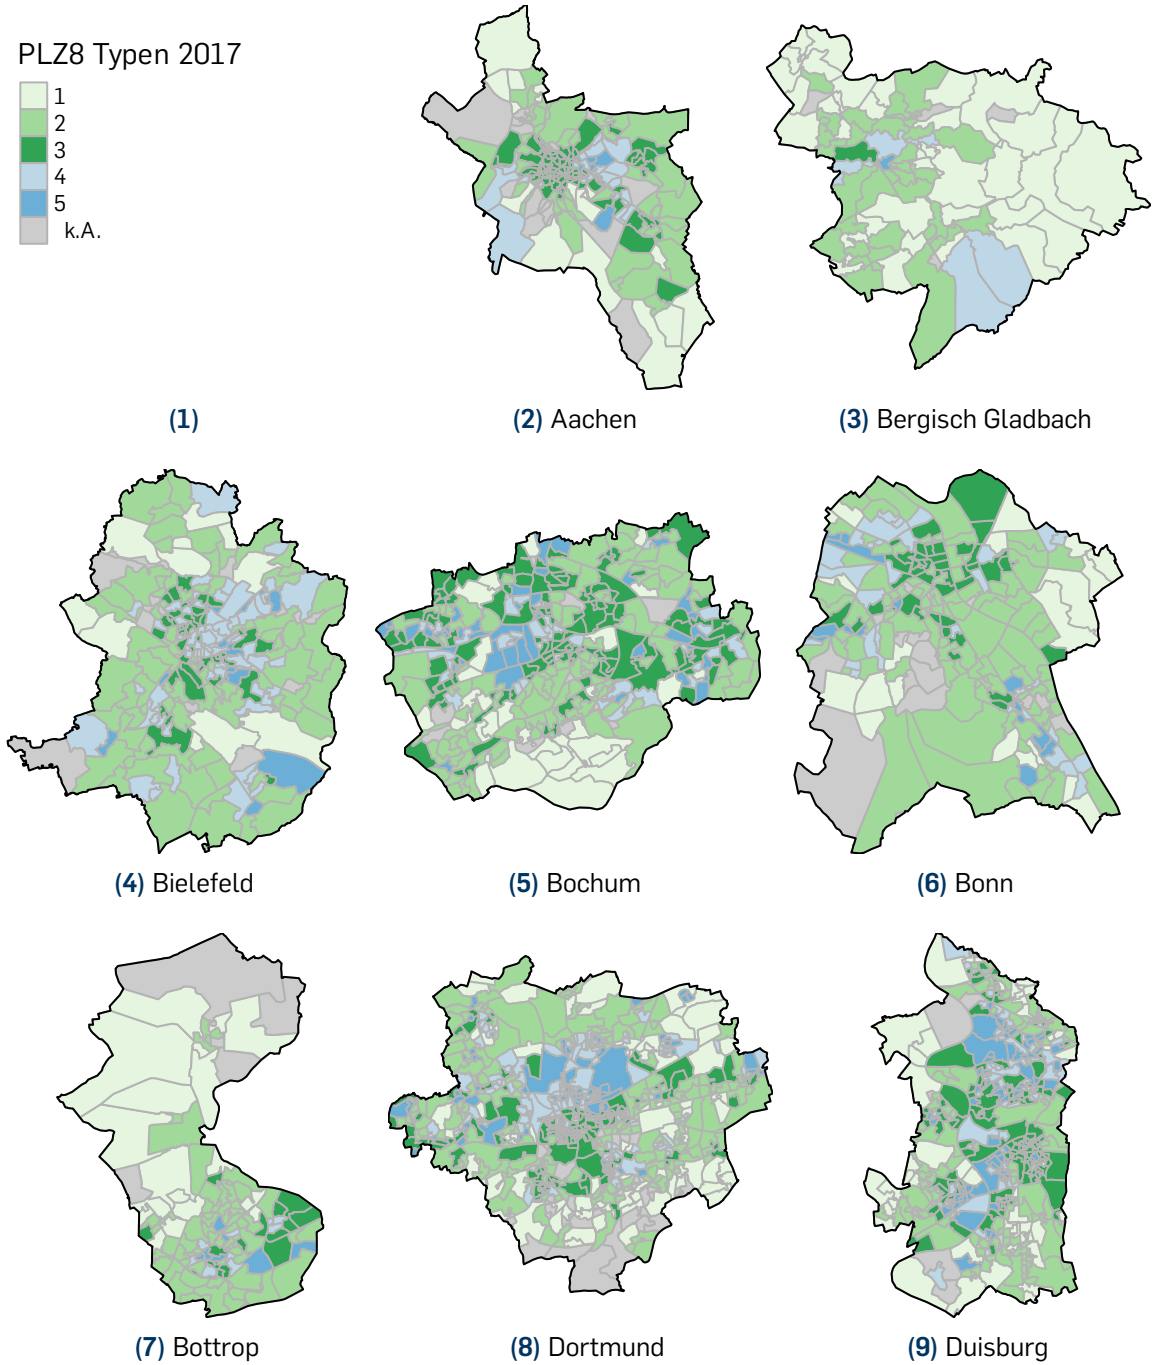 PLZ8 Typen 2017
1
2
3
4
5
k.A.
(1)
(2) Aachen
(3) Bergisch Gladbach
(4) Bielefeld
(5) Bochum
(6) Bonn
(7) Bottrop
(8) Dortmund
(9) Duisburg